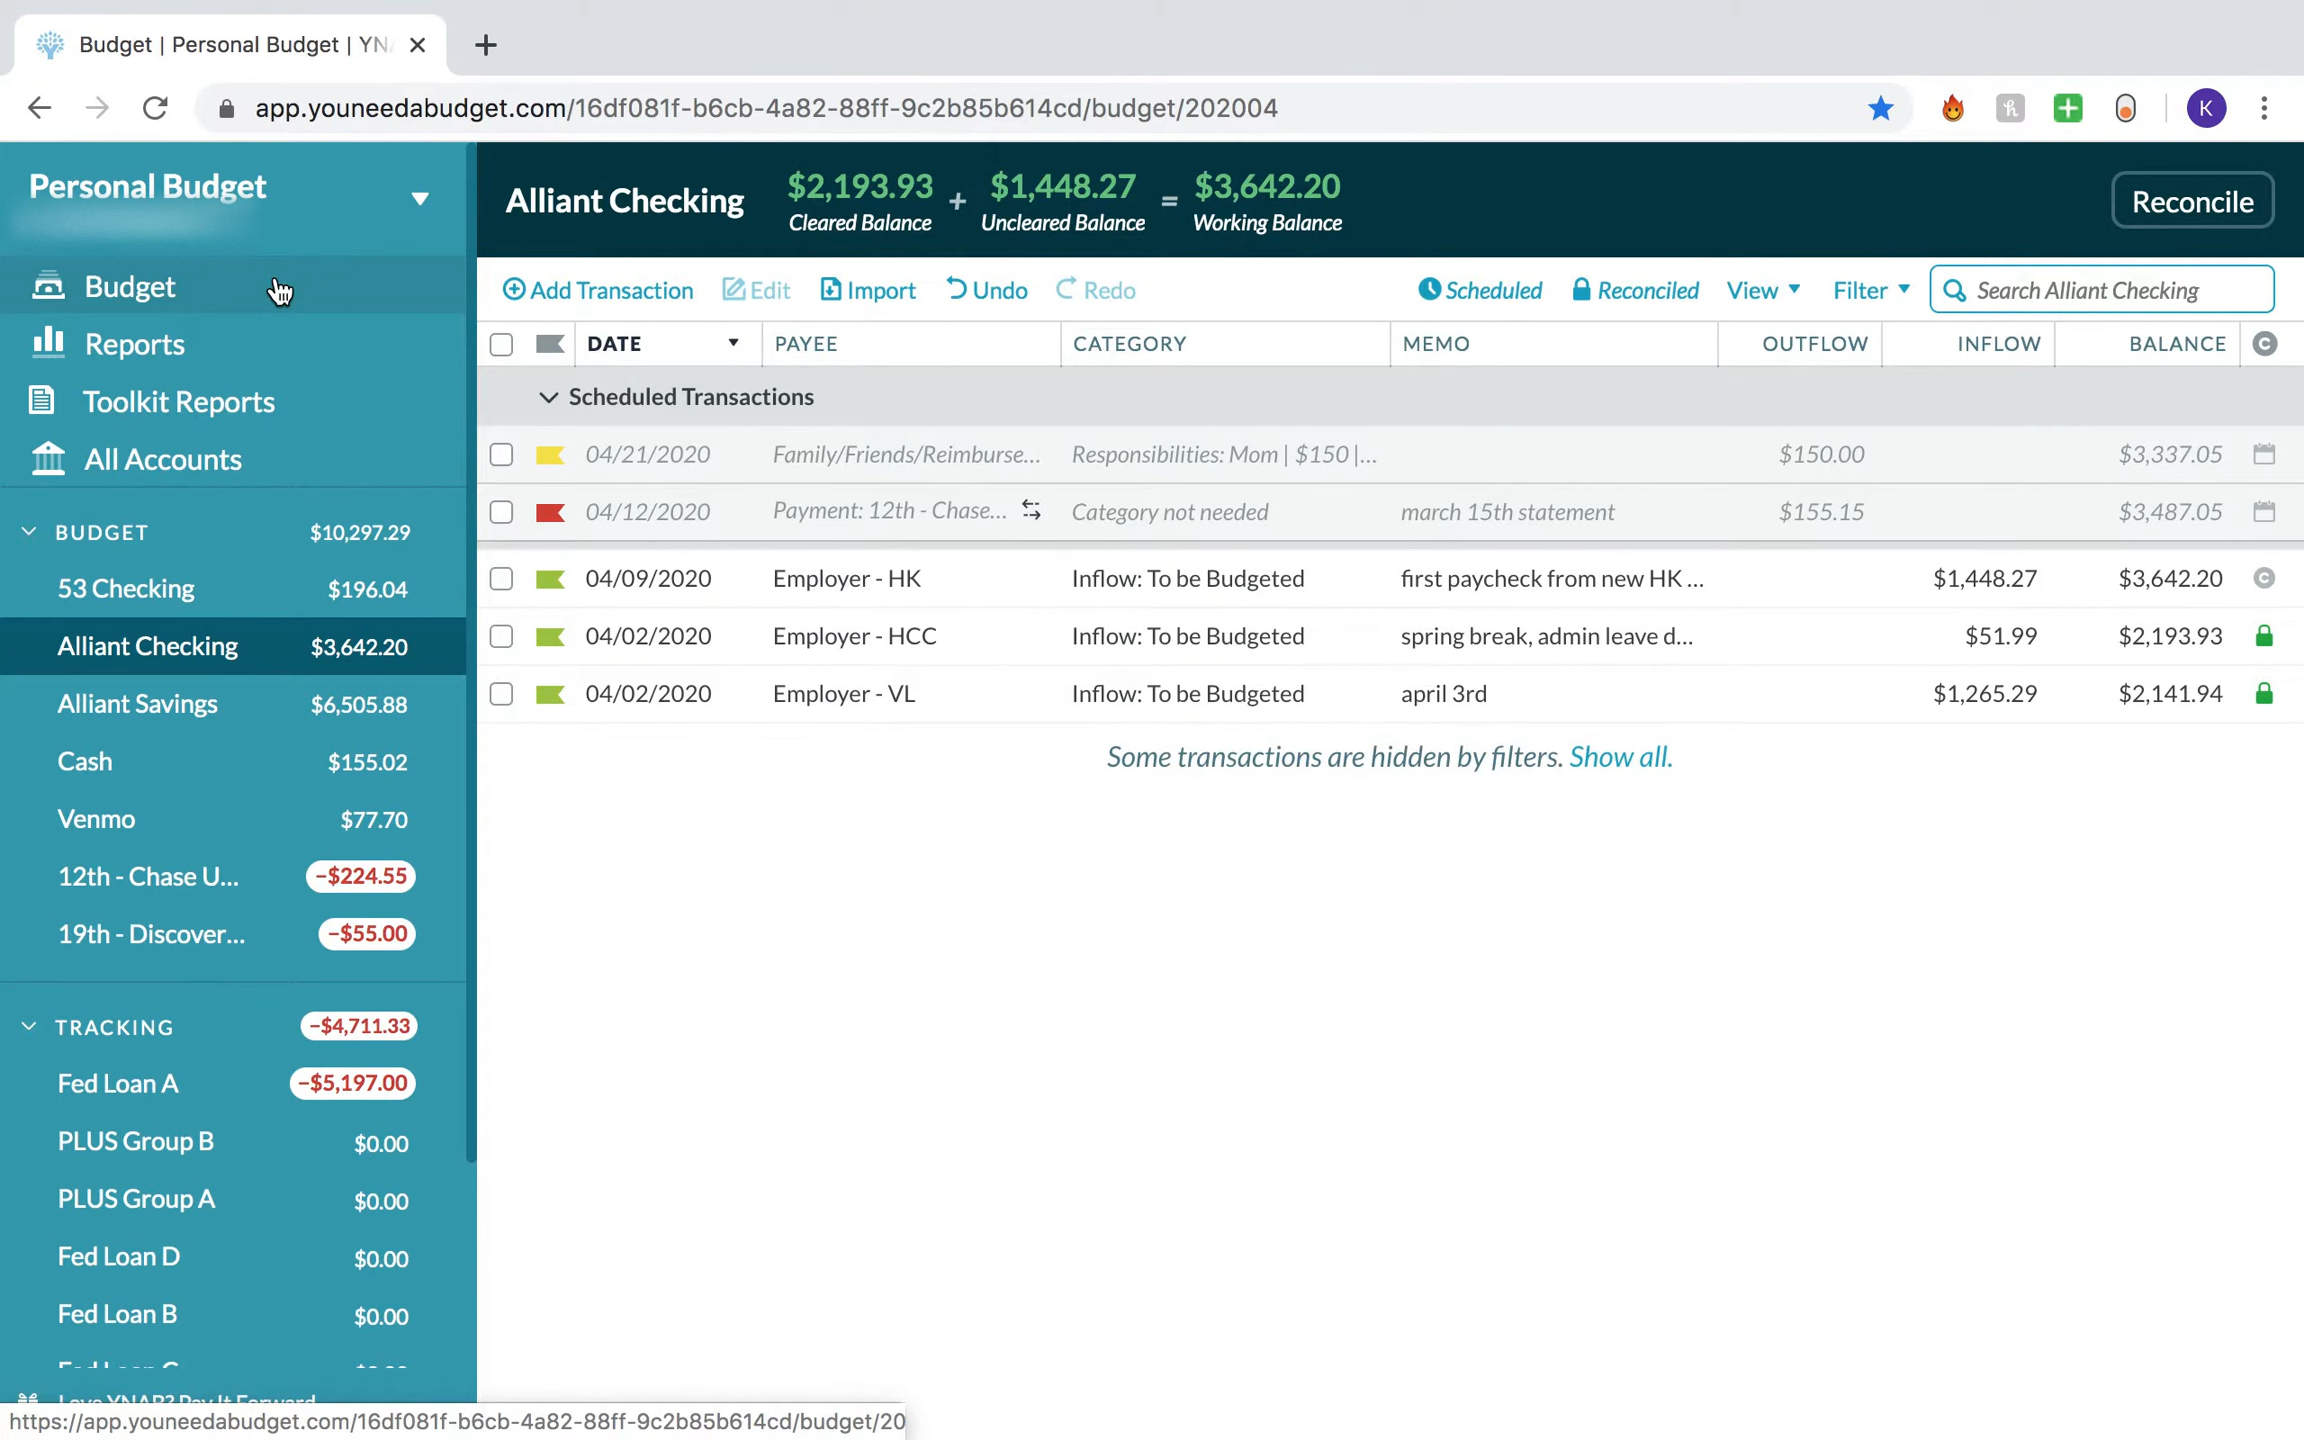 Budget | Personal Budget | YN
app.youneedabudget.com/16df081f-b6cb-4a82-88ff-9c2b85b614cd/budget/202004
K
Personal Budget
Budget
Reports
Toolkit Reports
All Accounts
BUDGET $10,297.29
53 Checking $196.04
Alliant Checking $3,642.20
Alliant Savings $6,505.88
Cash $155.02
Venmo $77.70
12th - Chase U... −$224.55
19th - Discover... −$55.00
TRACKING −$4,711.33
Fed Loan A −$5,197.00
PLUS Group B $0.00
PLUS Group A $0.00
Fed Loan D $0.00
Fed Loan B $0.00
Love YNAB? Pay It Forward
https://app.youneedabudget.com/16df081f-b6cb-4a82-88ff-9c2b85b614cd/budget/20
Alliant Checking $2,193.93 + $1,448.27 = $3,642.20
Cleared Balance Uncleared Balance Working Balance
Reconcile
Add Transaction Edit Import Undo Redo Scheduled Reconciled View Filter Search Alliant Checking
DATE PAYEE CATEGORY MEMO OUTFLOW INFLOW BALANCE C
Scheduled Transactions
04/21/2020 Family/Friends/Reimburse... Responsibilities: Mom | $150 |... $150.00 $3,337.05
04/12/2020 Payment: 12th - Chase... Category not needed march 15th statement $155.15 $3,487.05
04/09/2020 Employer - HK Inflow: To be Budgeted first paycheck from new HK ... $1,448.27 $3,642.20 C
04/02/2020 Employer - HCC Inflow: To be Budgeted spring break, admin leave d... $51.99 $2,193.93
04/02/2020 Employer - VL Inflow: To be Budgeted april 3rd $1,265.29 $2,141.94
Some transactions are hidden by filters. Show all.